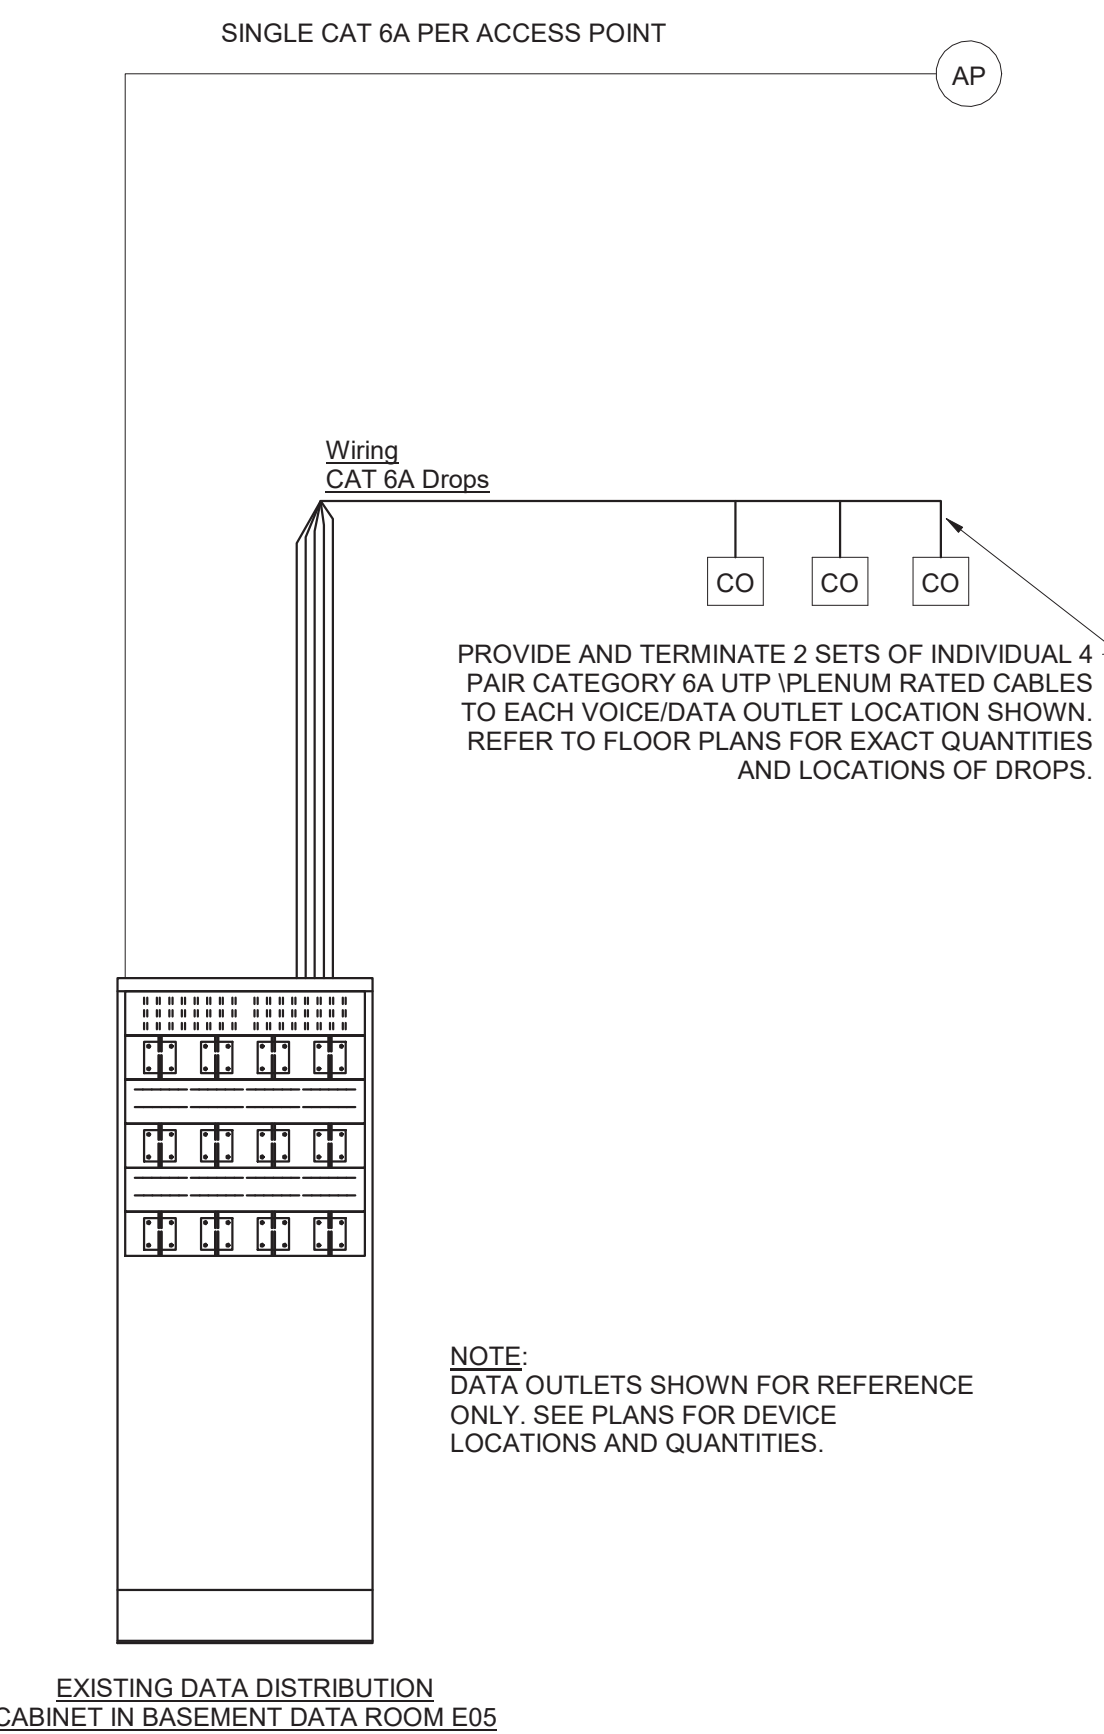 SINGLE CAT 6A PER ACCESS POINT
AP
Wiring
CAT 6A Drops
CO CO CO
PROVIDE AND TERMINATE 2 SETS OF INDIVIDUAL 4
PAIR CATEGORY 6A UTP \PLENUM RATED CABLES
TO EACH VOICE/DATA OUTLET LOCATION SHOWN.
REFER TO FLOOR PLANS FOR EXACT QUANTITIES
AND LOCATIONS OF DROPS.
NOTE:
DATA OUTLETS SHOWN FOR REFERENCE
ONLY. SEE PLANS FOR DEVICE
LOCATIONS AND QUANTITIES.
EXISTING DATA DISTRIBUTION
CABINET IN BASEMENT DATA ROOM E05